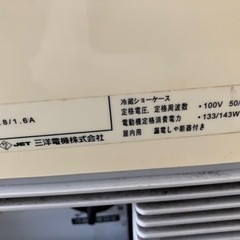 冷蔵ショーケース
定格電圧、定格周波数 ・100V 50/
.8/1.6A 電動機定格消費電力 ・133/143W
JET 三洋電機株式会社 屋内用 漏電しゃ断器付